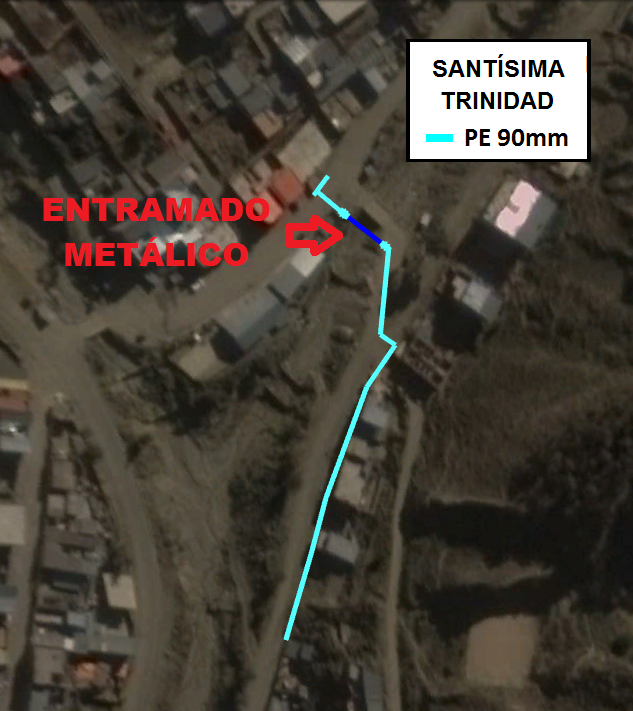 SANTÍSIMA
TRINIDAD
PE 90mm
ENTRAMADO
METÁLICO